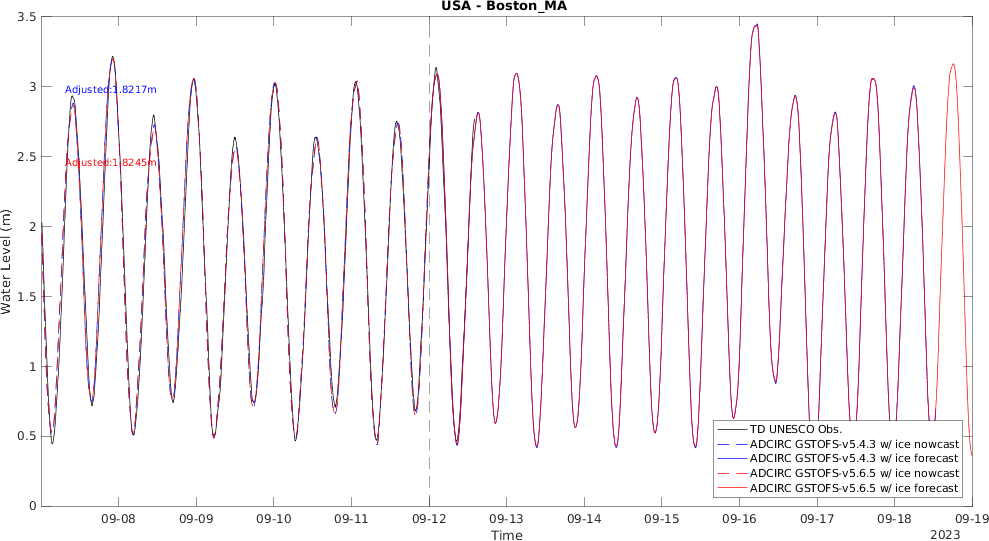 USA - Boston_MA
3.5
3
2.5
2
1.5
1
0.5
0
Water Level (m)
Adjusted:1.8217m
Adjusted:1.8245m
TD UNESCO Obs.
ADCIRC GSTOFS-v5.4.3 w/ ice nowcast
ADCIRC GSTOFS-v5.4.3 w/ ice forecast
ADCIRC GSTOFS-v5.6.5 w/ ice nowcast
ADCIRC GSTOFS-v5.6.5 w/ ice forecast
09-08 09-09 09-10 09-11 09-12 09-13 09-14 09-15 09-16 09-17 09-18 09-19
Time
2023